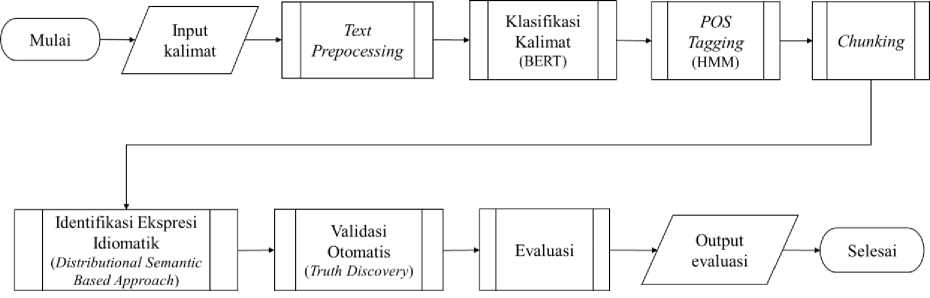 Mulai
Input
kalimat
Text
Prepocessing
Klasifikasi
Kalimat
(BERT)
POS
Tagging
(HMM)
Chunking
Identifikasi Ekspresi
Idiomatik
(Distributional Semantic
Based Approach)
Validasi
Otomatis
(Truth Discovery)
Evaluasi
Output
evaluasi
Selesai